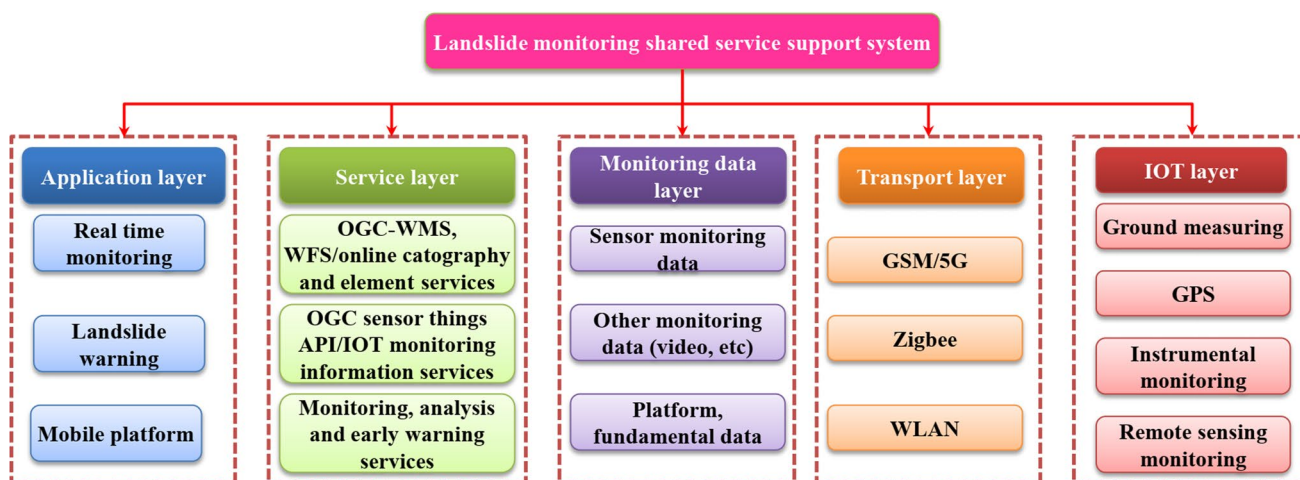 Landslide monitoring shared service support system
Application layer
Real time
monitoring
Landslide
warning
Mobile platform
Service layer
OGC-WMS,
WFS/online catography
and element services
OGC sensor things
API/IOT monitoring
information services
Monitoring, analysis
and early warning
services
Monitoring data
layer
Sensor monitoring
data
Other monitoring
data (video, etc)
Platform,
fundamental data
Transport layer
GSM/5G
Zigbee
WLAN
IOT layer
Ground measuring
GPS
Instrumental
monitoring
Remote sensing
monitoring